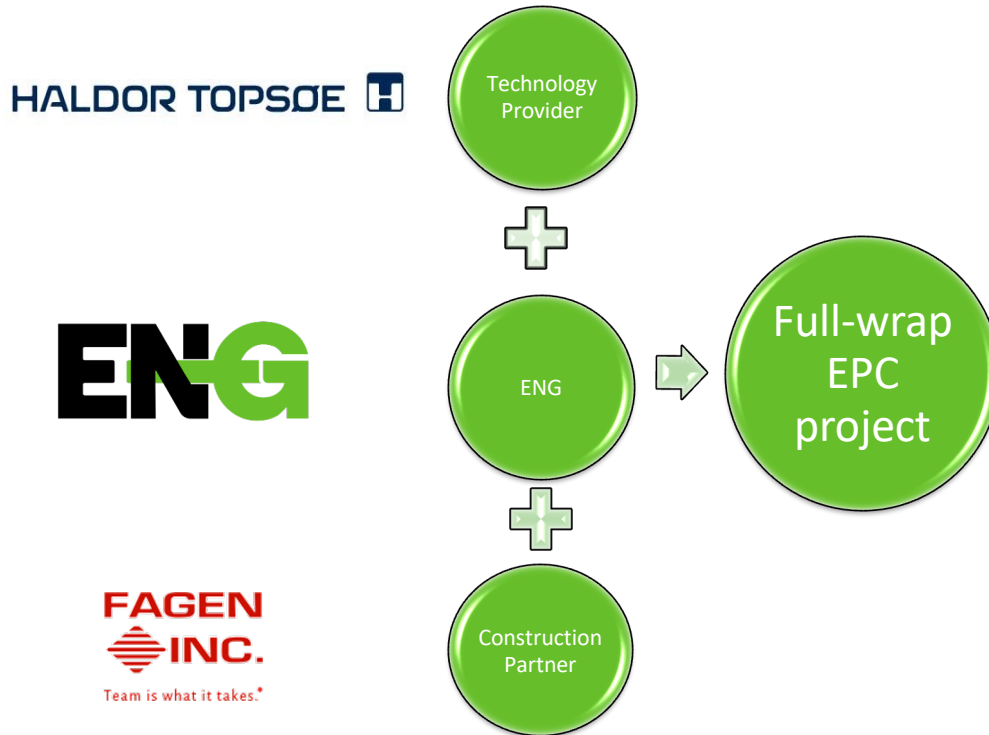 HALDOR TOPSØE
Technology
Provider
ENG
ENG
Full-wrap
EPC
project
FAGEN
INC.
Team is what it takes.*
Construction
Partner